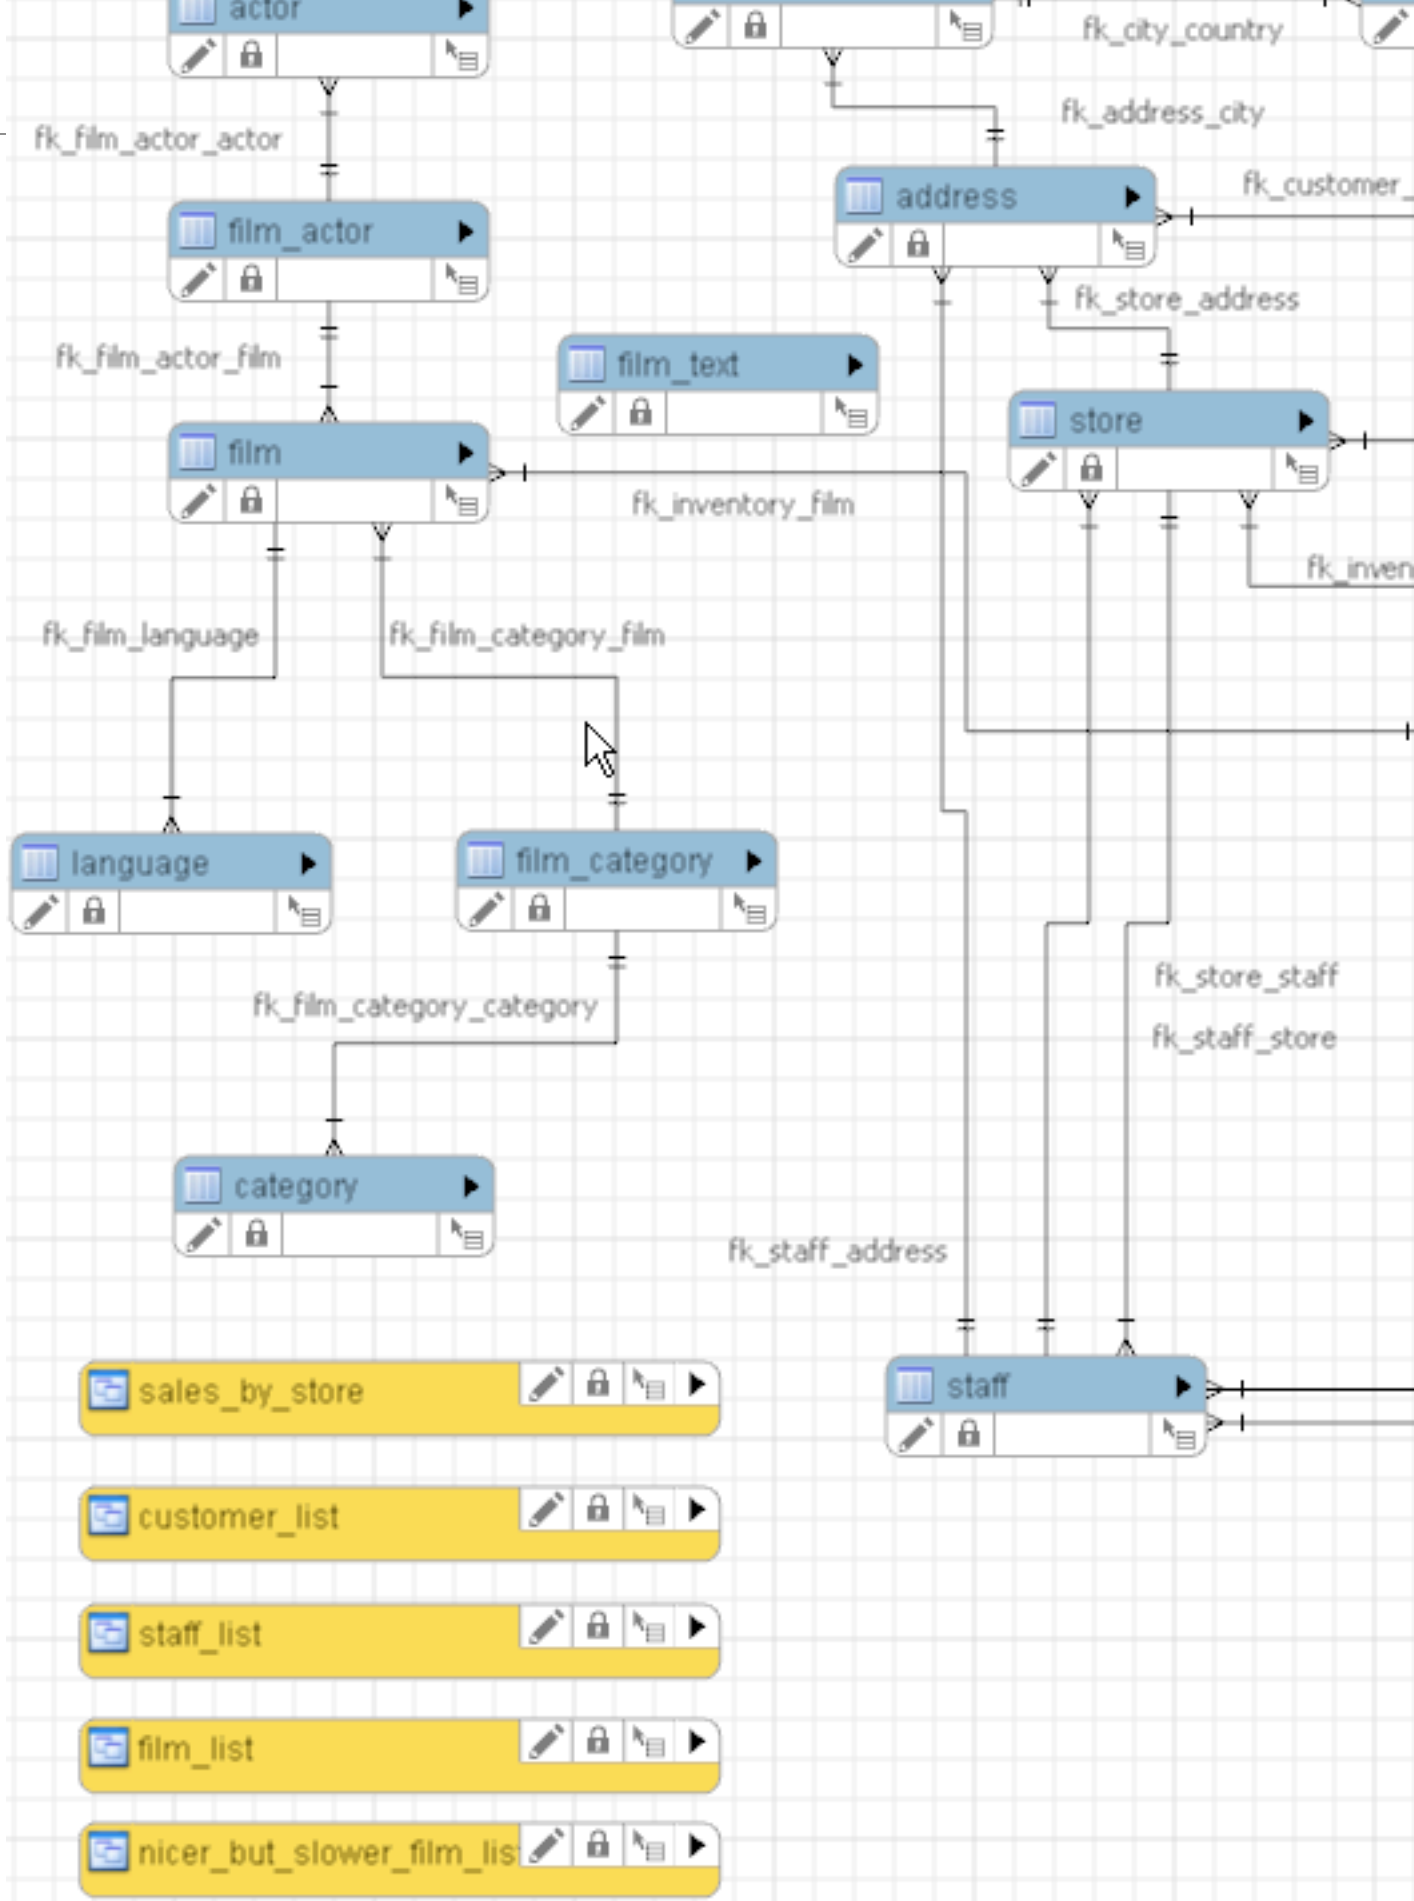 actor
fk_city_country
fk_address_city
fk_film_actor_actor
address
fk_customer_
film_actor
fk_store_address
fk_film_actor_film
film_text
store
film
fk_inventory_film
fk_inven
fk_film_language
fk_film_category_film
language
film_category
fk_store_staff
fk_film_category_category
fk_staff_store
category
fk_staff_address
staff
sales_by_store
customer_list
staff_list
film_list
nicer_but_slower_film_lis